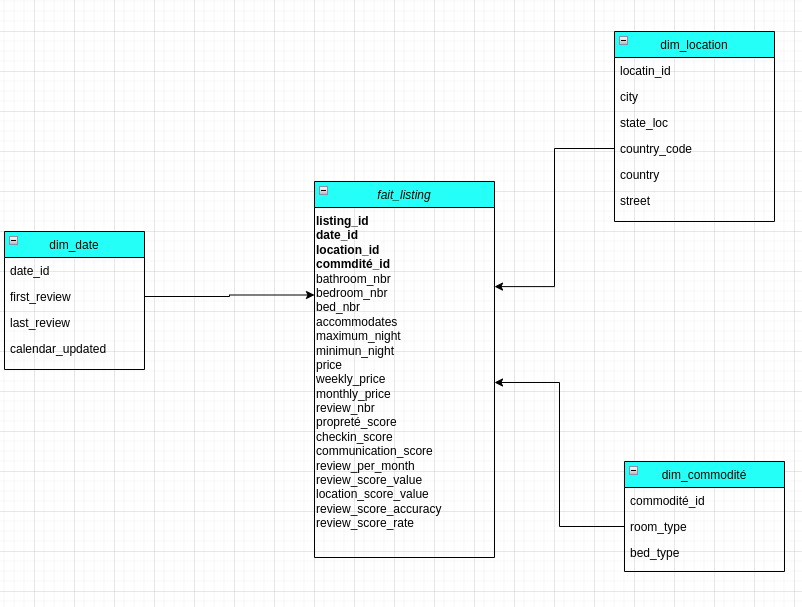 dim_location
locatin_id
city
state_loc
country_code
country
street
fait_listing
listing_id
date_id
location_id
commdité_id
bathroom_nbr
bedroom_nbr
bed_nbr
accommodates
maximum_night
minimun_night
price
weekly_price
monthly_price
review_nbr
propreté_score
checkin_score
communication_score
review_per_month
review_score_value
location_score_value
review_score_accuracy
review_score_rate
dim_date
date_id
first_review
last_review
calendar_updated
dim_commodité
commodité_id
room_type
bed_type